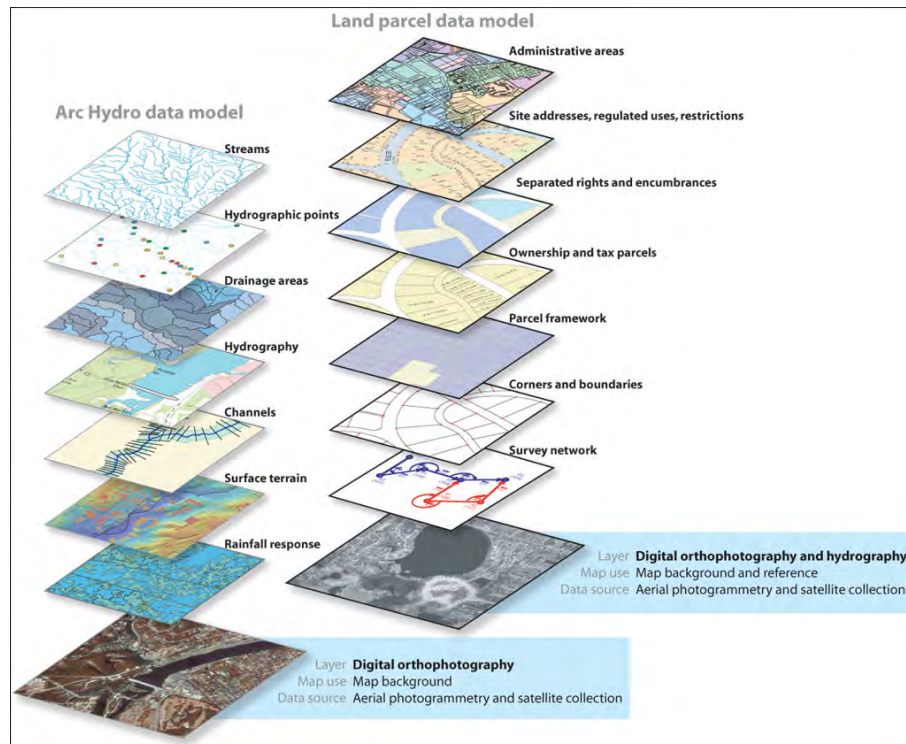 Land parcel data model
Administrative areas
Site addresses, regulated uses, restrictions
Separated rights and encumbrances
Ownership and tax parcels
Parcel framework
Corners and boundaries
Survey network
Layer Digital orthophotography and hydrography
Map use Map background and reference
Data source Aerial photogrammetry and satellite collection
Arc Hydro data model
Streams
Hydrographic points
Drainage areas
Hydrography
Channels
Surface terrain
Rainfall response
Layer Digital orthophotography
Map use Map background
Data source Aerial photogrammetry and satellite collection